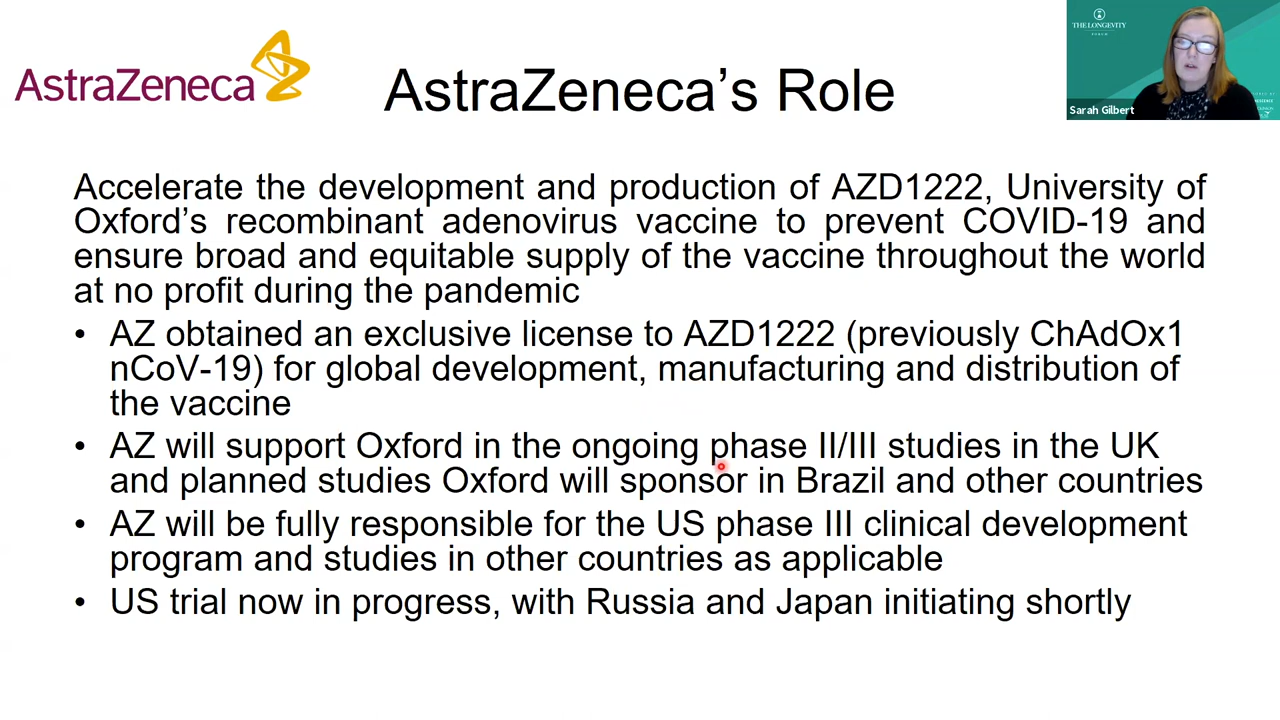 AstraZeneca
AstraZeneca’s Role
THE LONGEVITY
FORUM
Sarah Gilbert
Accelerate the development and production of AZD1222, University of
Oxford’s recombinant adenovirus vaccine to prevent COVID-19 and
ensure broad and equitable supply of the vaccine throughout the world
at no profit during the pandemic
• AZ obtained an exclusive license to AZD1222 (previously ChAdOx1
nCoV-19) for global development, manufacturing and distribution of
the vaccine
• AZ will support Oxford in the ongoing phase II/III studies in the UK
and planned studies Oxford will sponsor in Brazil and other countries
• AZ will be fully responsible for the US phase III clinical development
program and studies in other countries as applicable
• US trial now in progress, with Russia and Japan initiating shortly